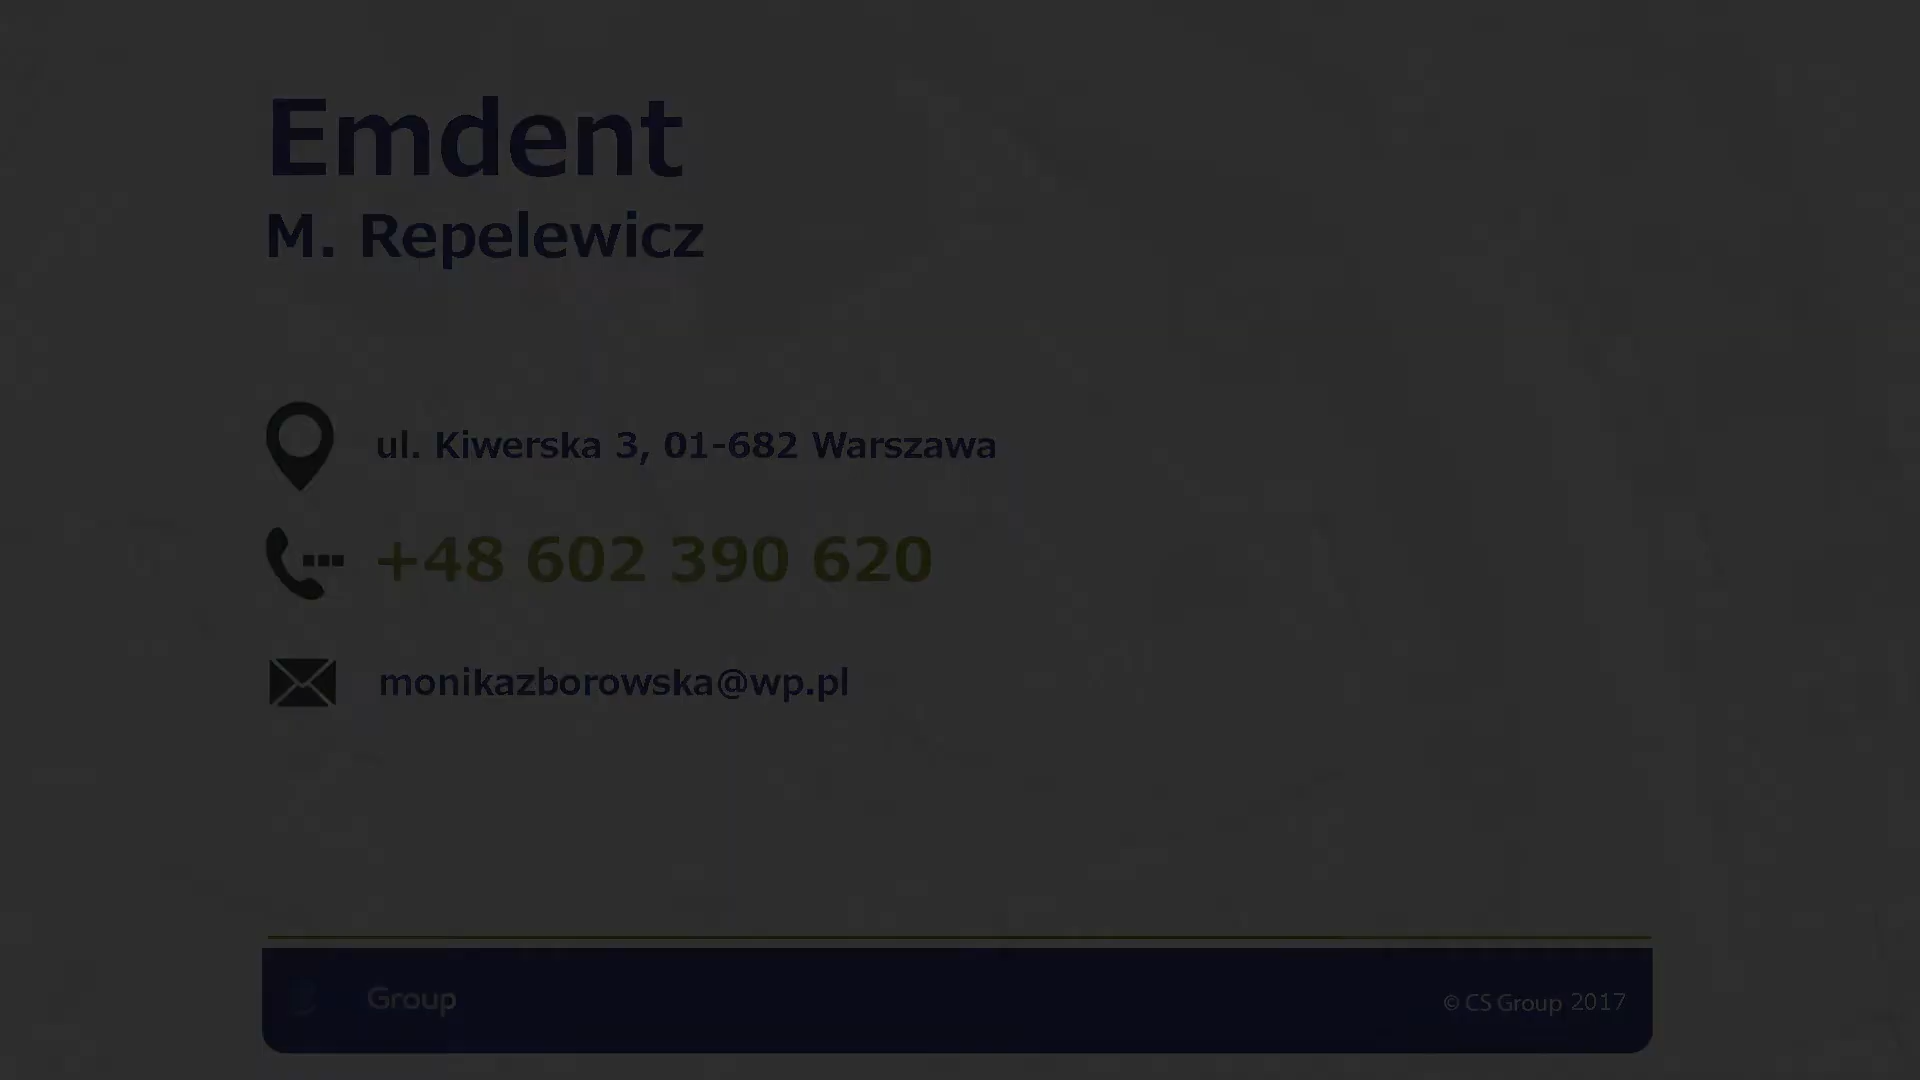 Emdent
M. Repelewicz
ul. Kiwerska 3, 01-682 Warszawa
+48 602 390 620
monikazborowska@wp.pl
Group
© CS Group 2017